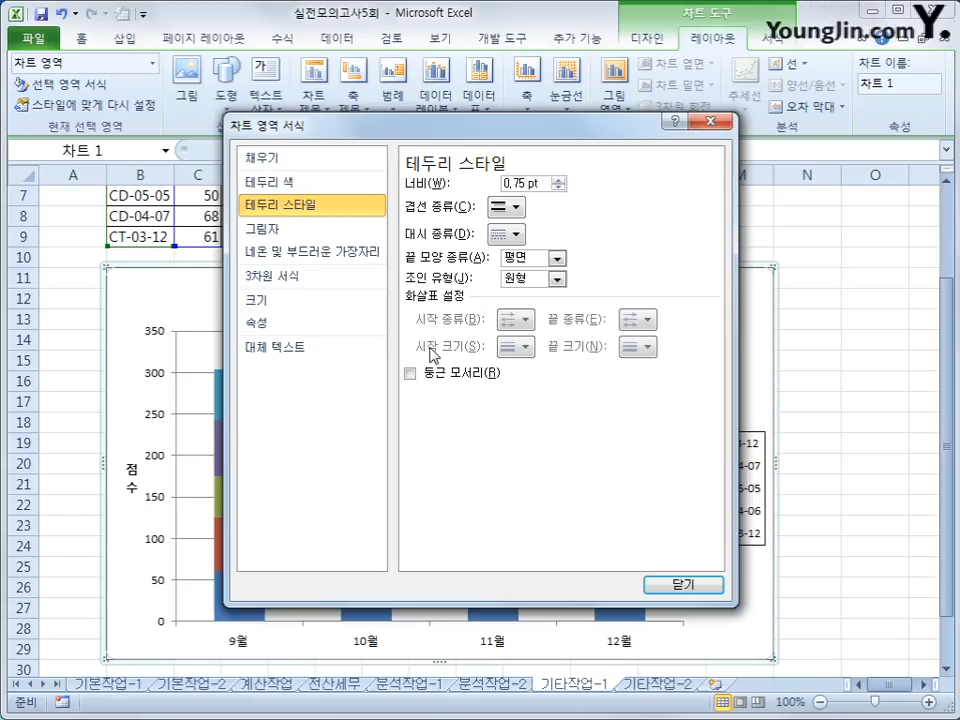 실전모의고사5회 - Microsoft Excel
차트 도구
Younglin.com Y.
파일 홈 삽입 페이지 레이아웃 수식 데이터 검토 보기 개발 도구 추가 기능 디자인 레이아웃
차트 영역
선택 영역 서식
스타일에 맞게 다시 설정
현재 선택 영역
그림 도형 텍스트 차트 축 범례 데이터 데이터 축 눈금선 그림 추세선
차트 옆면
차트 밑면
3차원 회전
선
양선/음선
오차 막대
분석
차트 이름:
차트 1
속성
차트 1
차트 영역 서식
채우기
테두리 색
테두리 스타일
그림자
네온 및 부드러운 가장자리
3차원 서식
크기
속성
대체 텍스트
테두리 스타일
너비(W): 0.75 pt
겹선 종류(C):
대시 종류(D):
끝 모양 종류(A): 평면
조인 유형(J): 원형
화살표 설정
시작 종류(B): 끝 종류(E):
시작 크기(S): 끝 크기(N):
둥근 모서리(R)
닫기
A B C M N O
7 CD-05-05 50
8 CD-04-07 68
9 CT-03-12 61
10
11
12
13
14
15
16
17
18
19
20
21
22
23
24
25
26
27
28
29
30
350
300
250
200
150
100
50
0
점
수
9월 10월 11월 12월
3-12
4-07
5-05
4-06
3-12
기본작업-1 기본작업-2 계산작업 전산세무 분석작업-1 분석작업-2 기타작업-1 기타작업-2
준비 100%